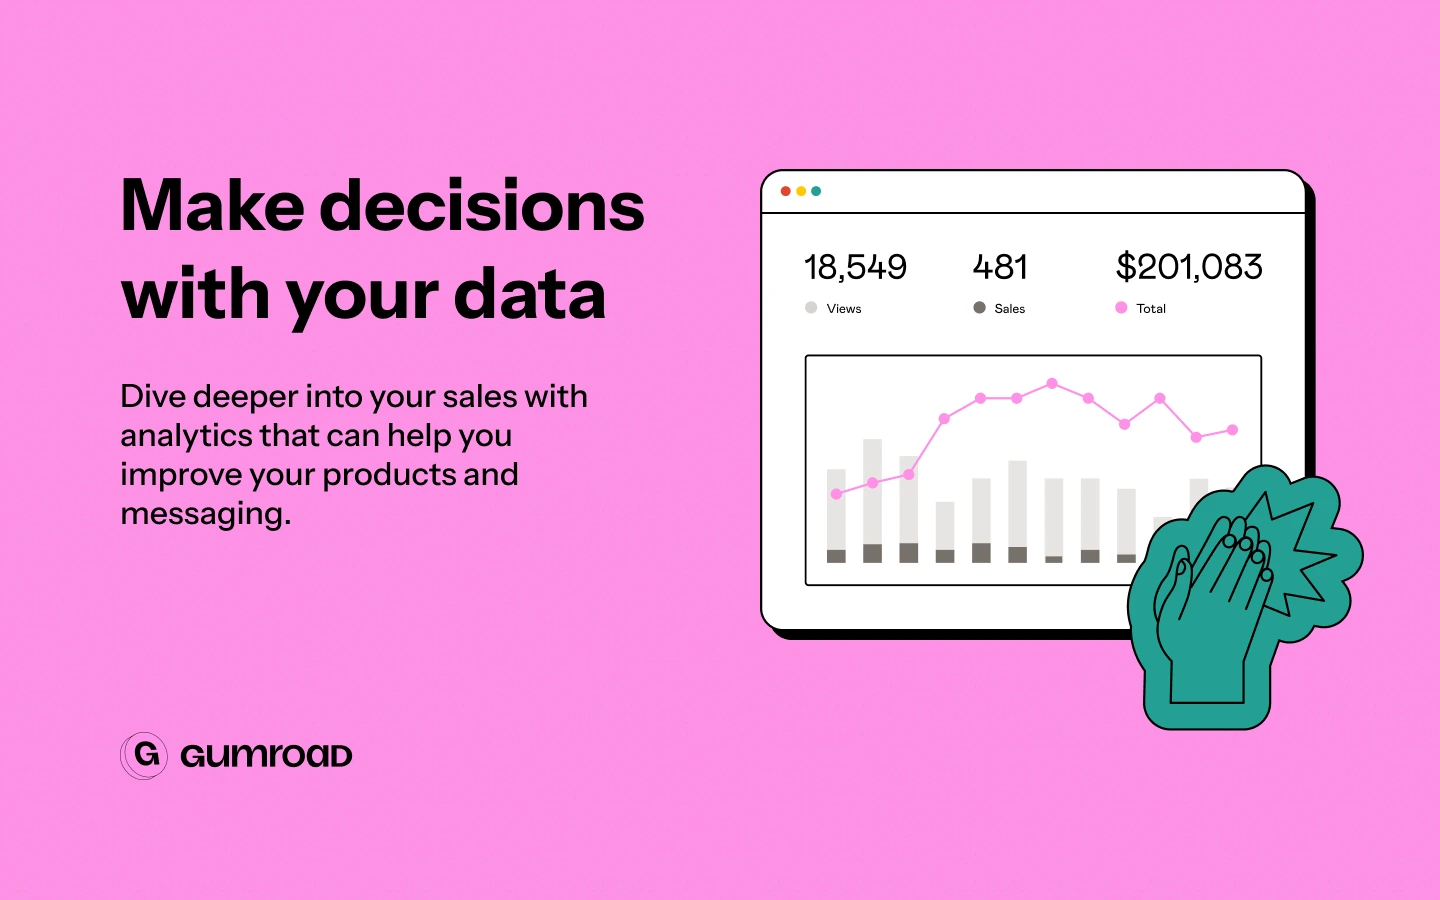 Make decisions
with your data
Dive deeper into your sales with
analytics that can help you
improve your products and
messaging.
G GUMROAD
18,549 481 $201,083
Views Sales Total